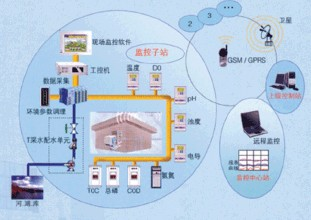 2
3
...
卫星
现场监控软件
监控子站
工控机
温度
DO
GSM / GPRS
数据采集
上级控制站
环境参数调理
pH
浊度
远程监控
T采水配水单元
总控中心站
电导
河.湖.库
TOC
总磷
COD
氨氮